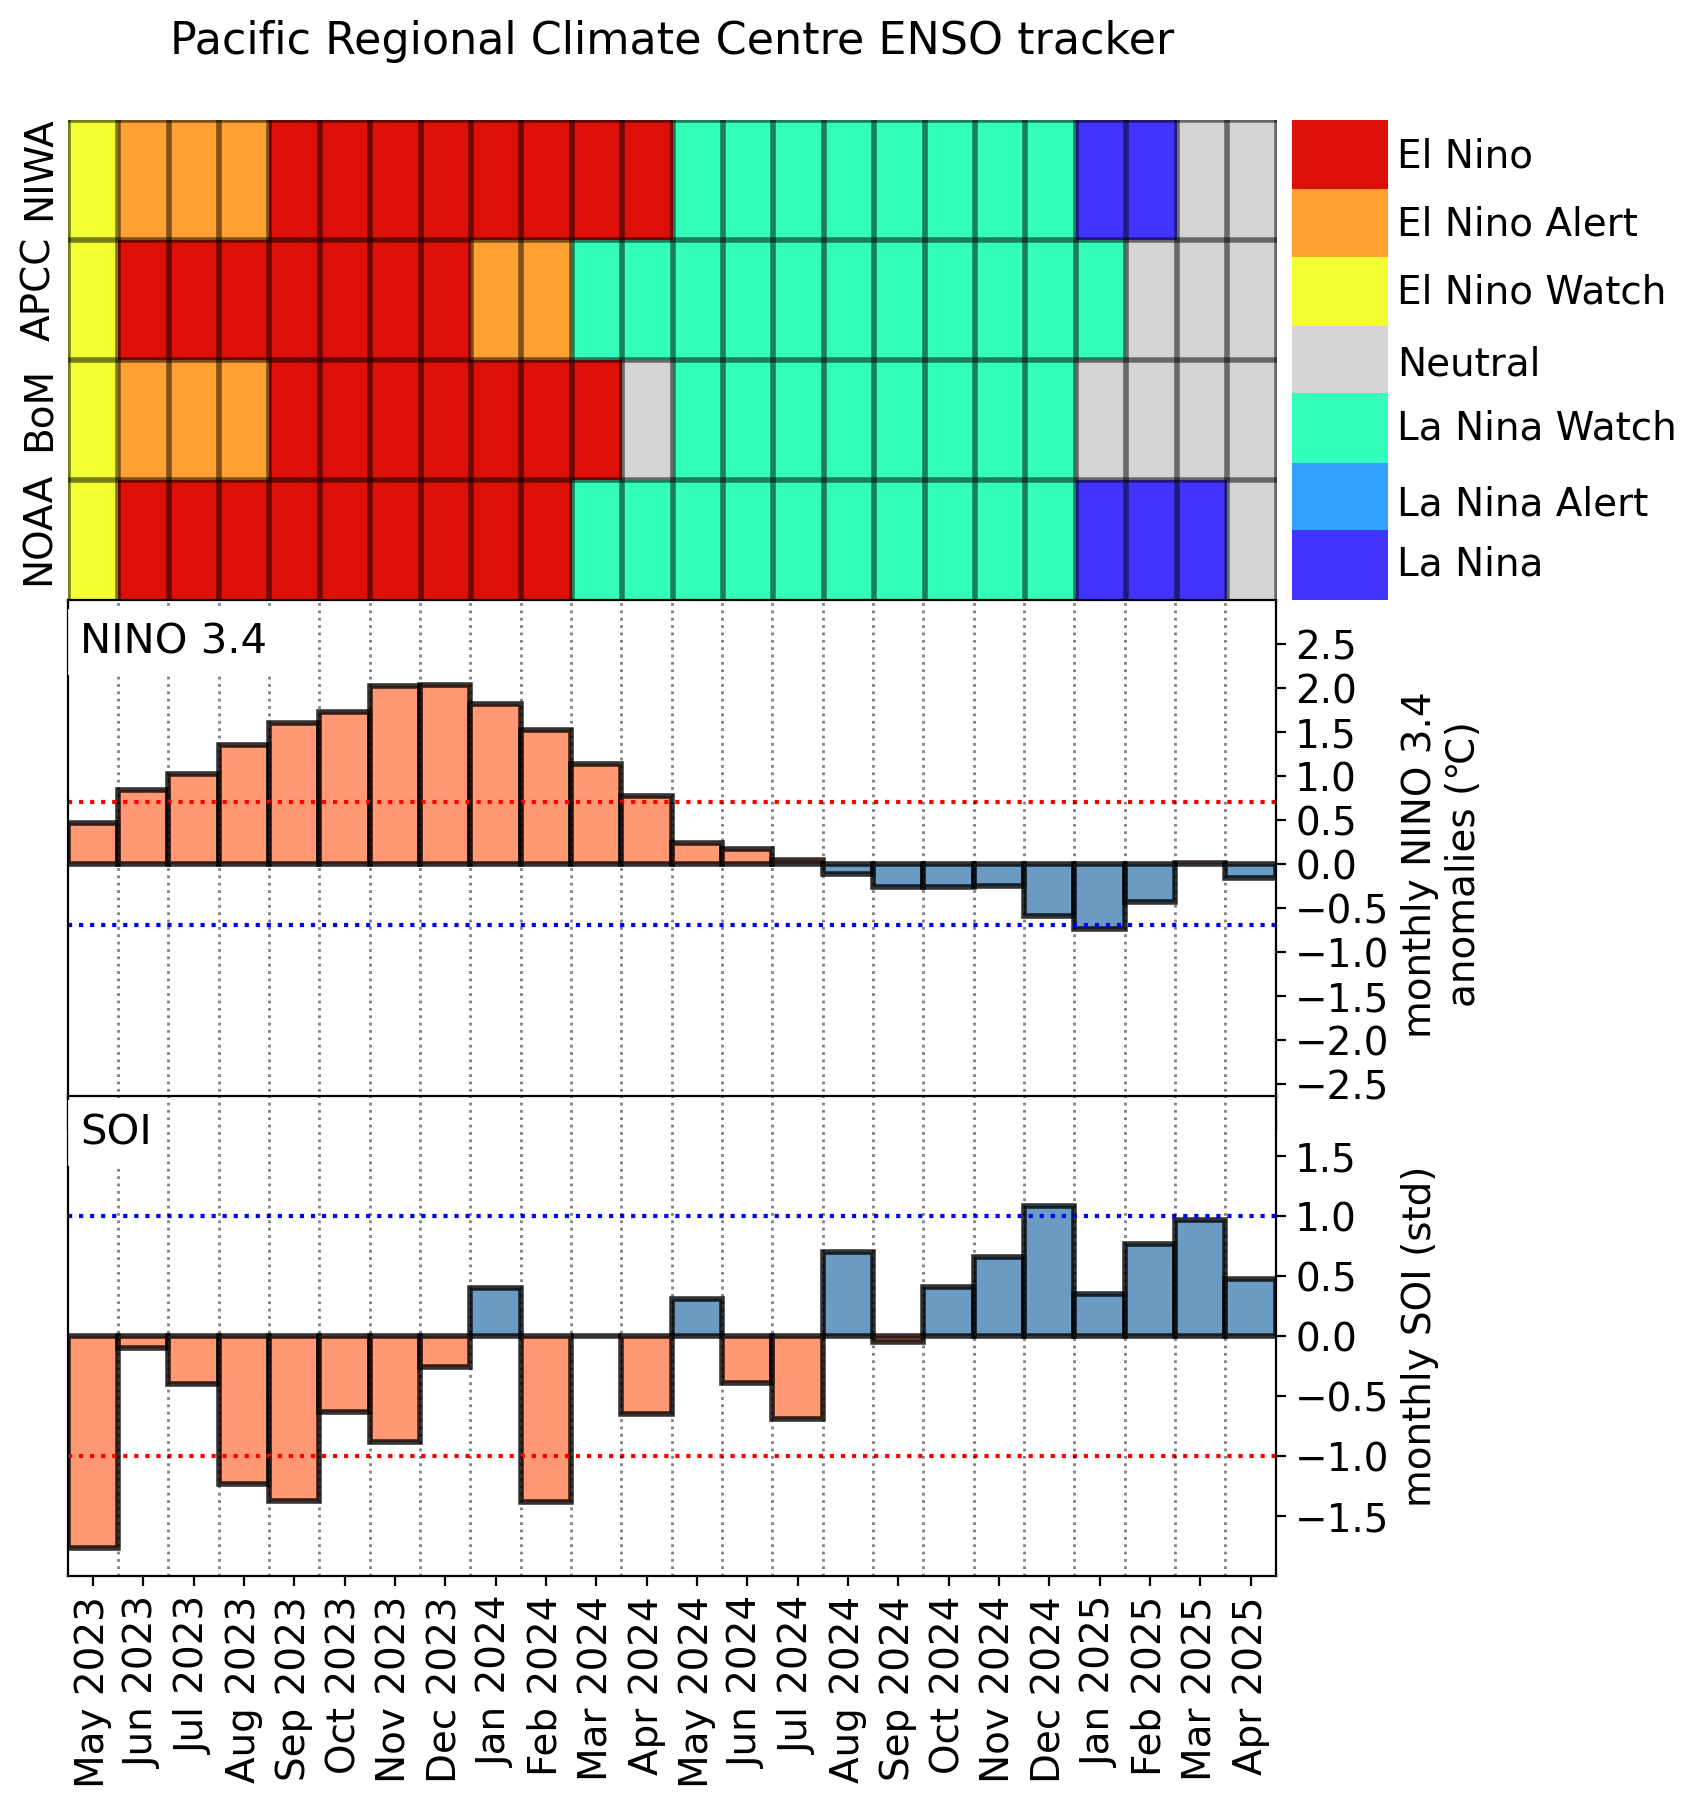 Pacific Regional Climate Centre ENSO tracker
NIWA
APCC
BoM
NOAA
El Nino
El Nino Alert
El Nino Watch
Neutral
La Nina Watch
La Nina Alert
La Nina
NINO 3.4
2.5
2.0
1.5
1.0
0.5
0.0
−0.5
−1.0
−1.5
−2.0
−2.5
monthly NINO 3.4
anomalies (℃)
SOI
1.5
1.0
0.5
0.0
−0.5
−1.0
−1.5
monthly SOI (std)
May 2023
Jun 2023
Jul 2023
Aug 2023
Sep 2023
Oct 2023
Nov 2023
Dec 2023
Jan 2024
Feb 2024
Mar 2024
Apr 2024
May 2024
Jun 2024
Jul 2024
Aug 2024
Sep 2024
Oct 2024
Nov 2024
Dec 2024
Jan 2025
Feb 2025
Mar 2025
Apr 2025